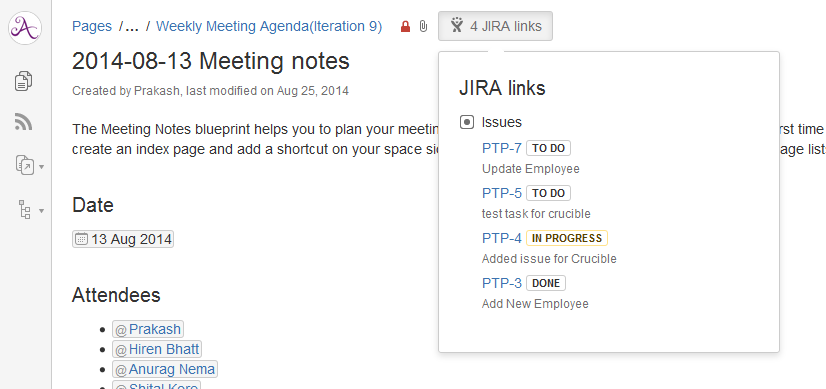 Pages /... / Weekly Meeting Agenda(Iteration 9) 4 JIRA links
2014-08-13 Meeting notes
Created by Prakash, last modified on Aug 25, 2014
The Meeting Notes blueprint helps you to plan your meetin rst time
create an index page and add a shortcut on your space sid age list
Date
13 Aug 2014
Attendees
@Prakash
@Hiren Bhatt
@Anurag Nema
@Shital Kore
JIRA links
Issues
PTP-7 TO DO
Update Employee
PTP-5 TO DO
test task for crucible
PTP-4 IN PROGRESS
Added issue for Crucible
PTP-3 DONE
Add New Employee